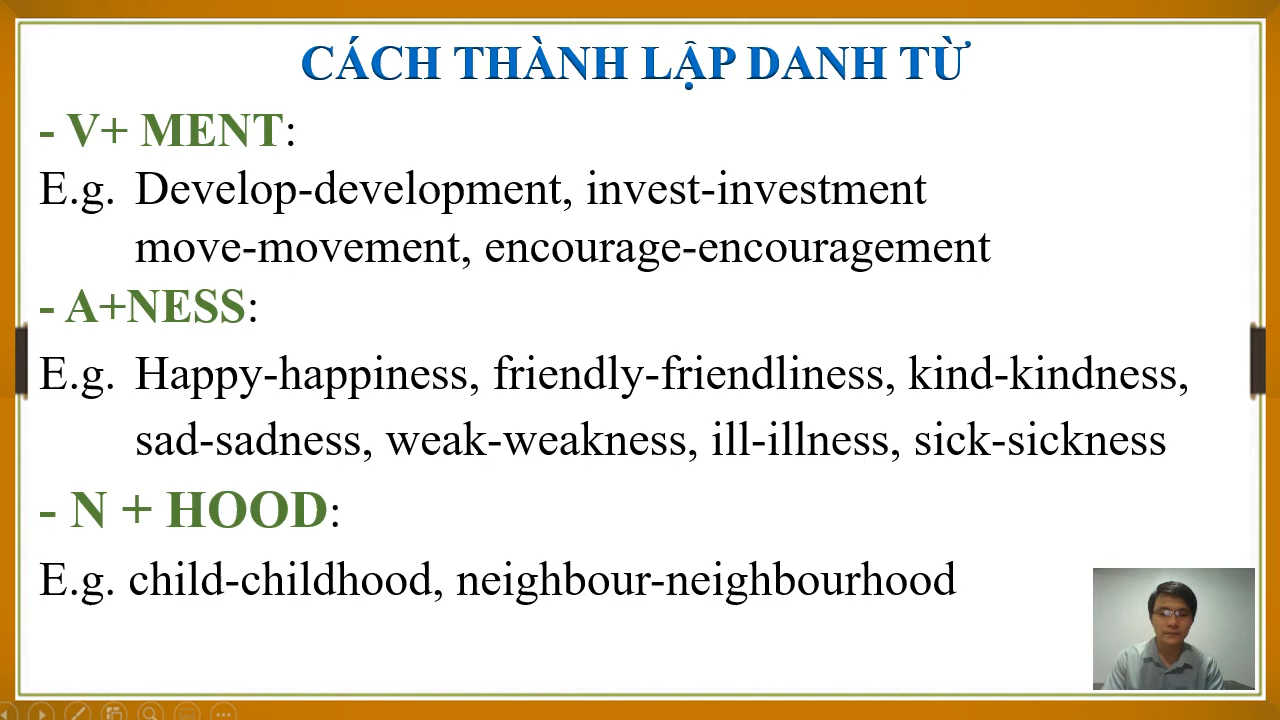 CÁCH THÀNH LẬP DANH TỪ
- V+ MENT:
E.g. Develop-development, invest-investment
move-movement, encourage-encouragement
- A+NESS:
E.g. Happy-happiness, friendly-friendliness, kind-kindness,
sad-sadness, weak-weakness, ill-illness, sick-sickness
- N + HOOD:
E.g. child-childhood, neighbour-neighbourhood